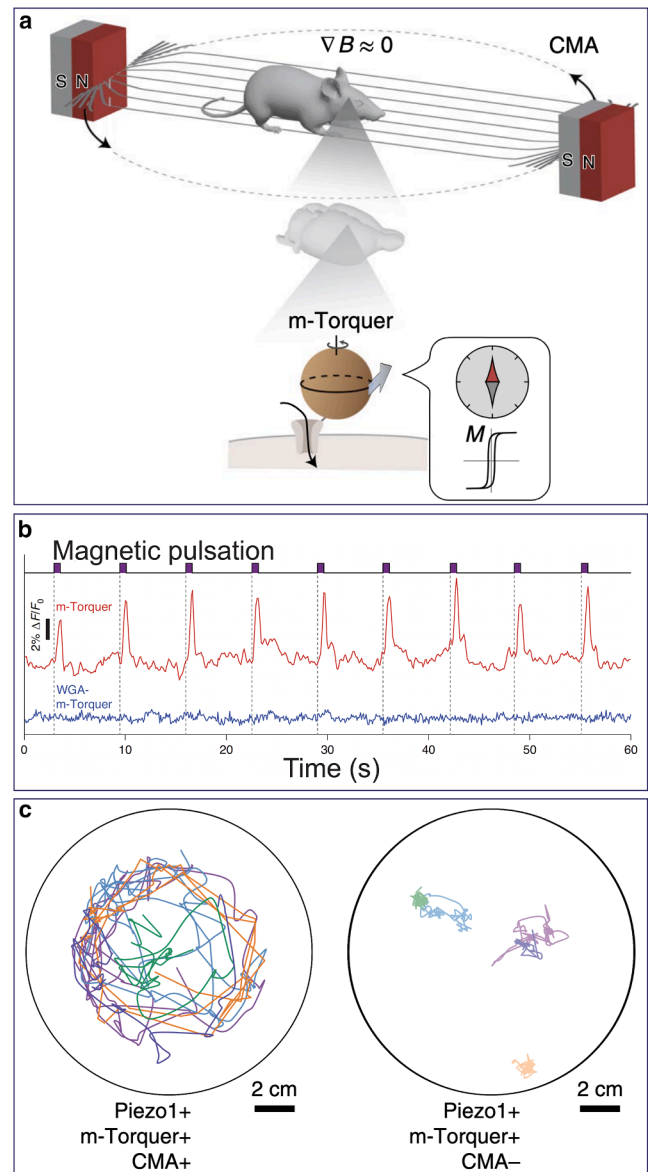 a
∇B ≈ 0
CMA
S N
S N
m-Torquer
M
b
Magnetic pulsation
2% ΔF/F0
m-Torquer
WGA-
m-Torquer
0 10 20 30 40 50 60
Time (s)
c
2 cm
Piezo1+
m-Torquer+
CMA+
2 cm
Piezo1+
m-Torquer+
CMA–